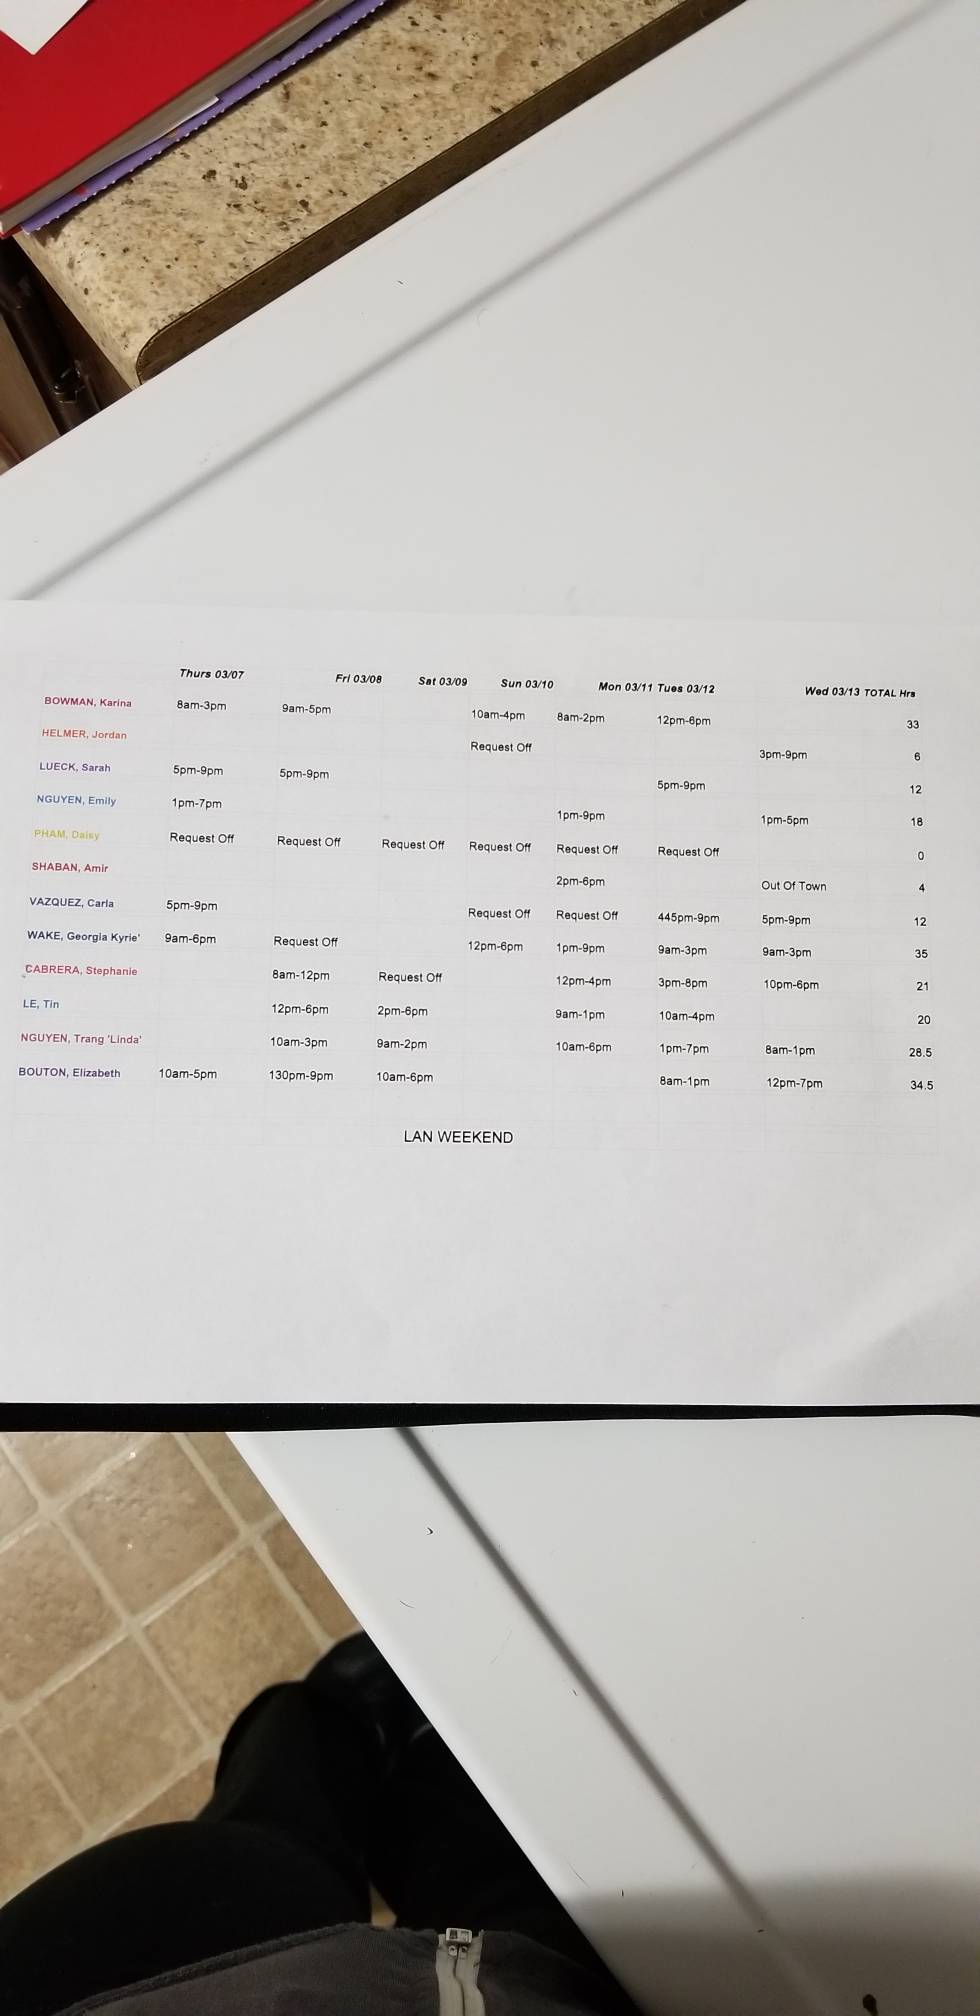 Thurs 03/07 Fri 03/08 Sat 03/09 Sun 03/10 Mon 03/11 Tues 03/12 Wed 03/13 TOTAL Hrs
BOWMAN, Karina 8am-3pm 9am-5pm 10am-4pm 8am-2pm 12pm-6pm 33
HELMER, Jordan Request Off 3pm-9pm 6
LUECK, Sarah 5pm-9pm 5pm-9pm 5pm-9pm 12
NGUYEN, Emily 1pm-7pm 1pm-9pm 1pm-5pm 18
PHAM, Daisy Request Off Request Off Request Off Request Off Request Off Request Off 0
SHABAN, Amir 2pm-6pm Out Of Town 4
VAZQUEZ, Carla 5pm-9pm Request Off Request Off 445pm-9pm 5pm-9pm 12
WAKE, Georgia Kyrie' 9am-6pm Request Off 12pm-6pm 1pm-9pm 9am-3pm 9am-3pm 35
CABRERA, Stephanie 8am-12pm Request Off 12pm-4pm 3pm-8pm 10pm-6pm 21
LE, Tin 12pm-6pm 2pm-6pm 9am-1pm 10am-4pm 20
NGUYEN, Trang 'Linda' 10am-3pm 9am-2pm 10am-6pm 1pm-7pm 8am-1pm 28.5
BOUTON, Elizabeth 10am-5pm 130pm-9pm 10am-6pm 8am-1pm 12pm-7pm 34.5
LAN WEEKEND